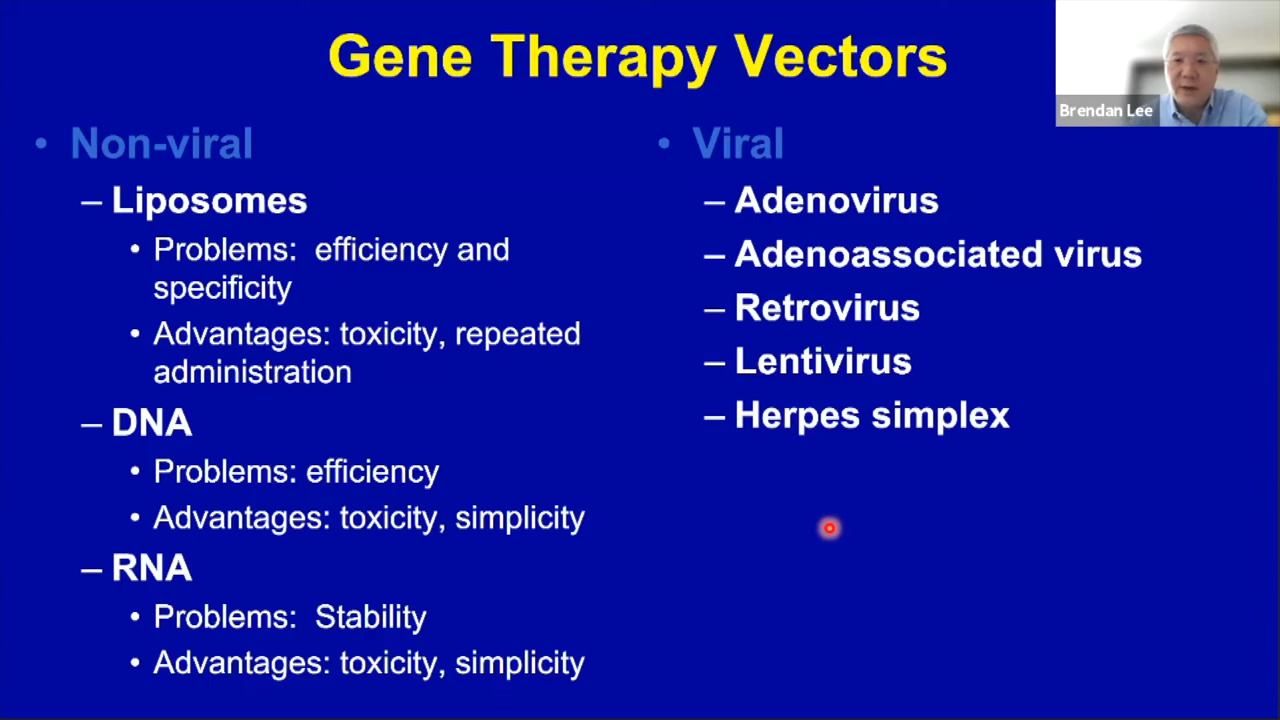 Gene Therapy Vectors
Brendan Lee
• Non-viral
– Liposomes
• Problems: efficiency and
specificity
• Advantages: toxicity, repeated
administration
– DNA
• Problems: efficiency
• Advantages: toxicity, simplicity
– RNA
• Problems: Stability
• Advantages: toxicity, simplicity
• Viral
– Adenovirus
– Adenoassociated virus
– Retrovirus
– Lentivirus
– Herpes simplex